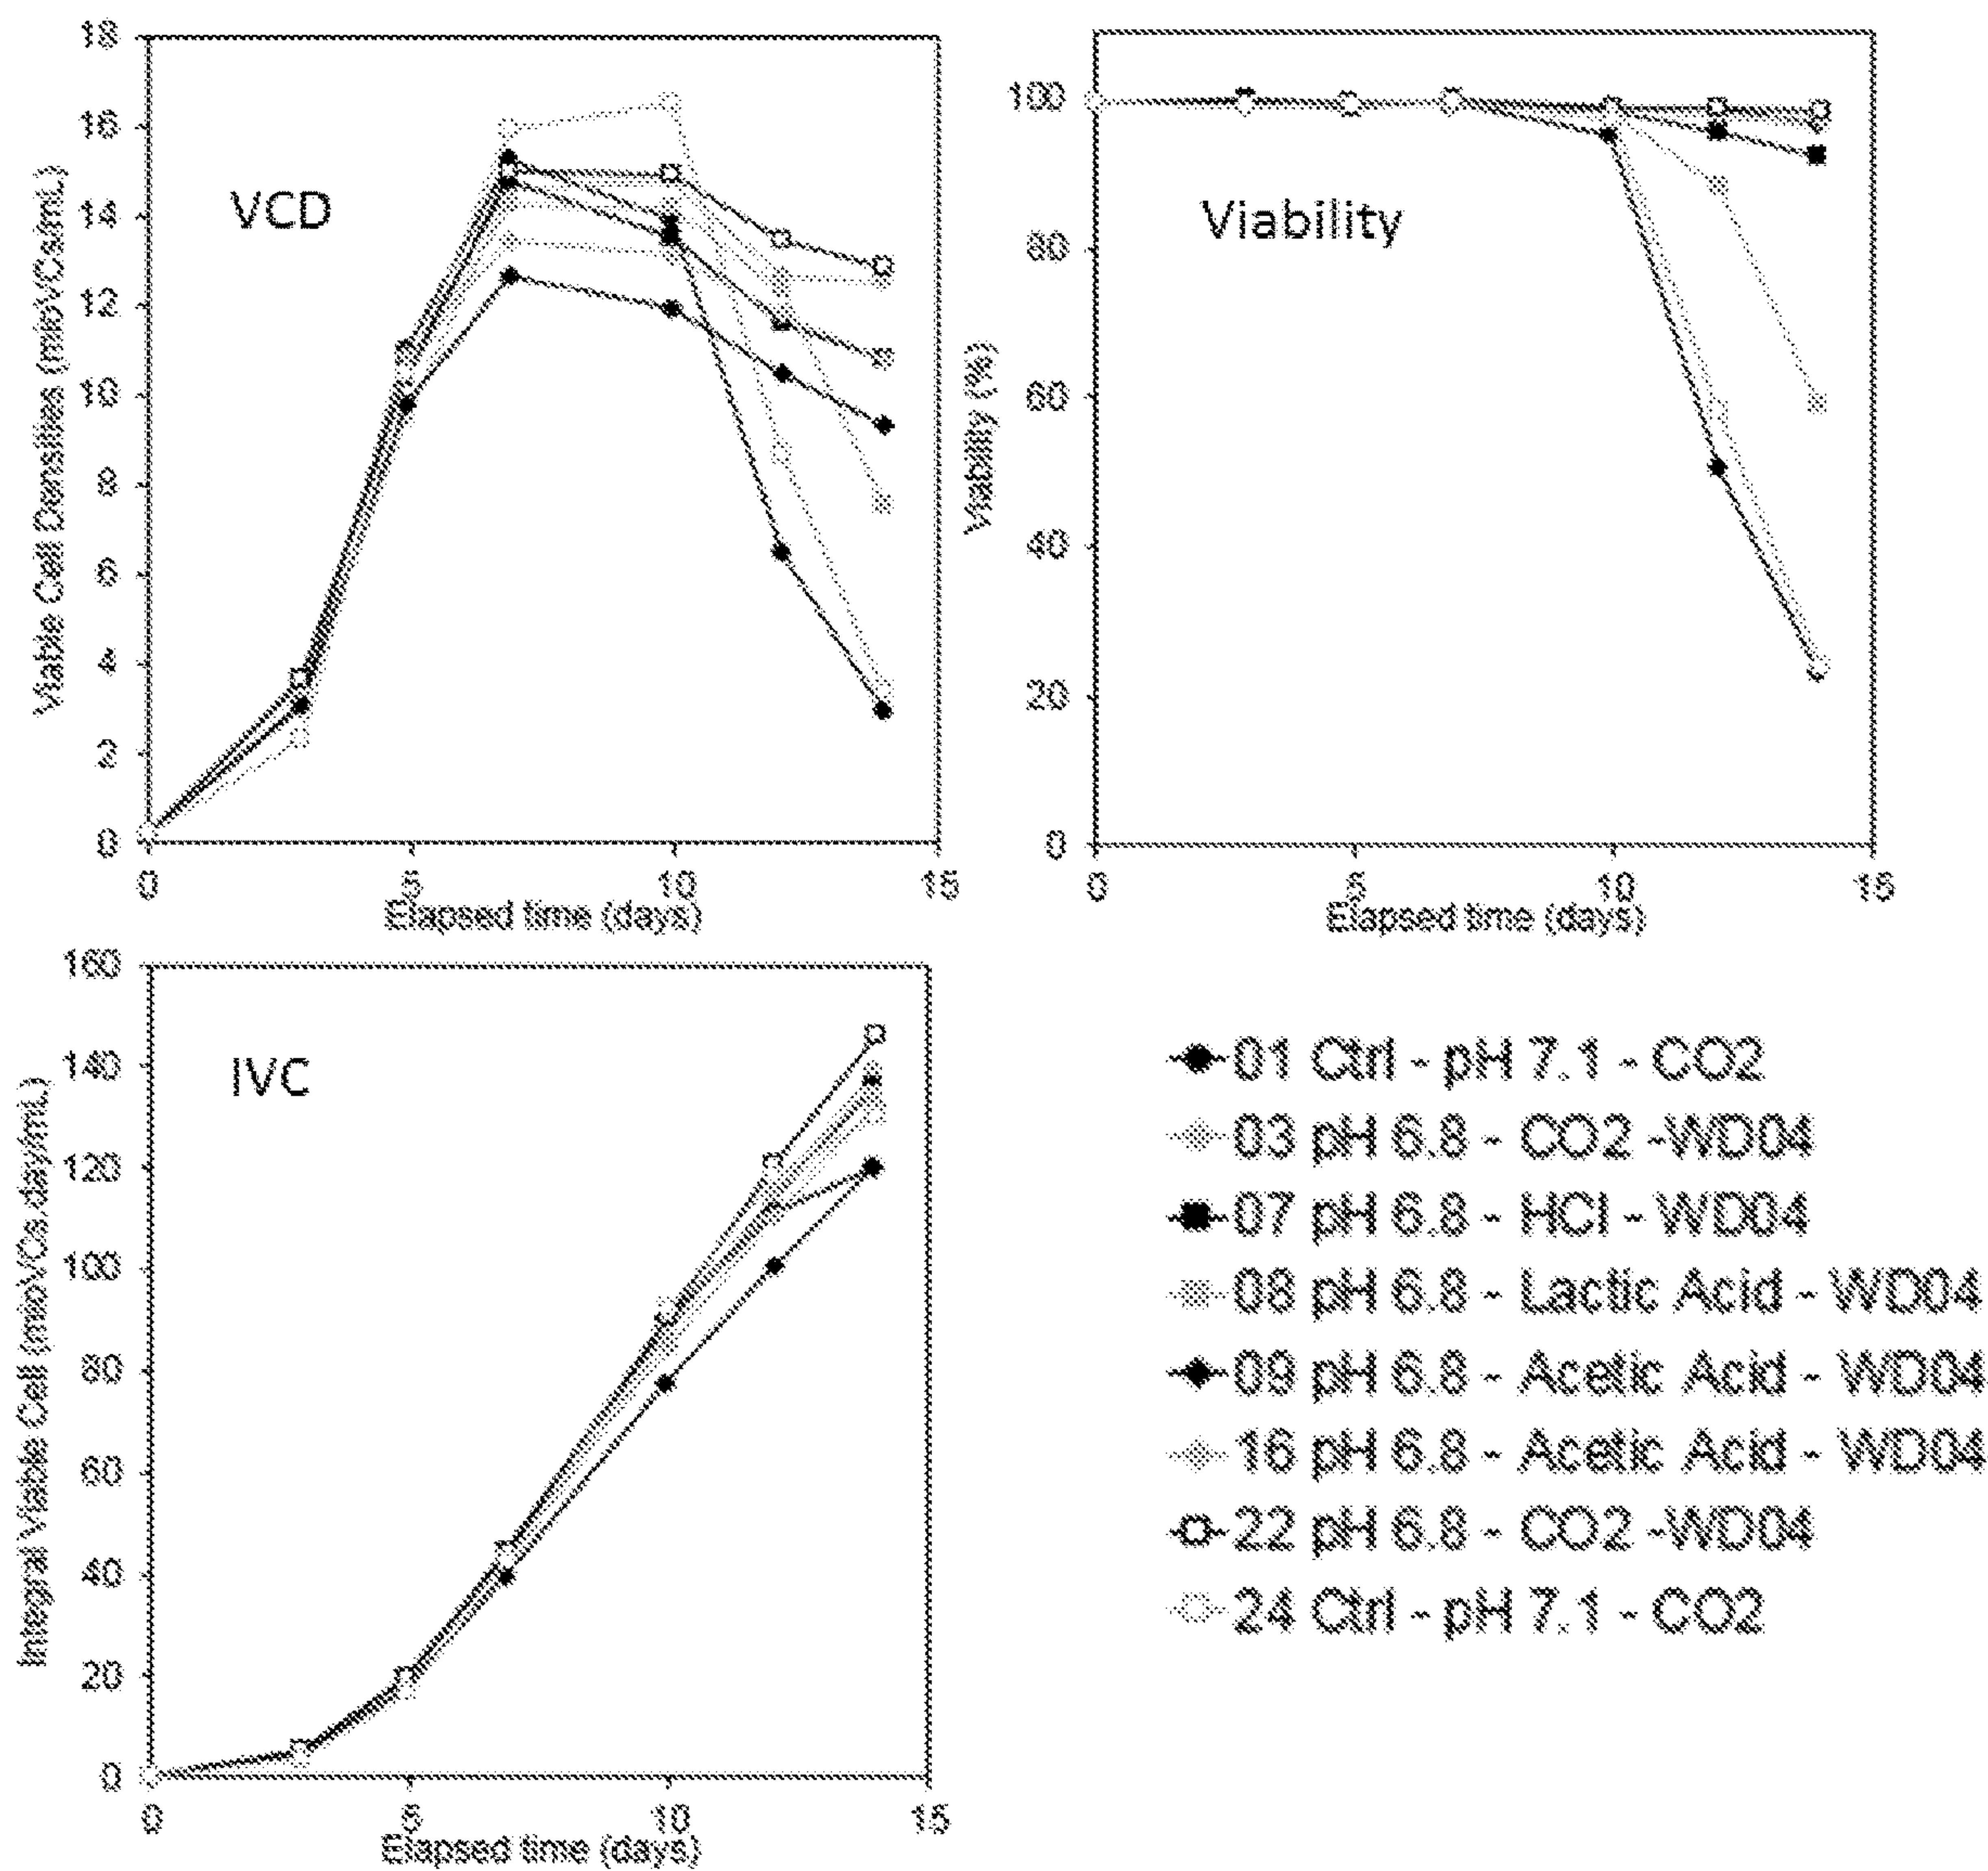 18
16
14
12
10
8
6
4
2
0
VCD
Viable Cell Densities (mioVCs/mL)
0 5 10 15
Elapsed time (days)
100
80
60
40
20
0
Viability
Viability (%)
0 5 10 15
Elapsed time (days)
160
140
120
100
80
60
40
20
0
IVC
Integral Viable Cell (mioVCs.day/mL)
0 5 10 15
Elapsed time (days)
01 Ctrl - pH 7.1 - CO2
03 pH 6.8 - CO2 -WD04
07 pH 6.8 - HCl - WD04
08 pH 6.8 - Lactic Acid - WD04
09 pH 6.8 - Acetic Acid - WD04
16 pH 6.8 - Acetic Acid - WD04
22 pH 6.8 - CO2 -WD04
24 Ctrl - pH 7.1 - CO2